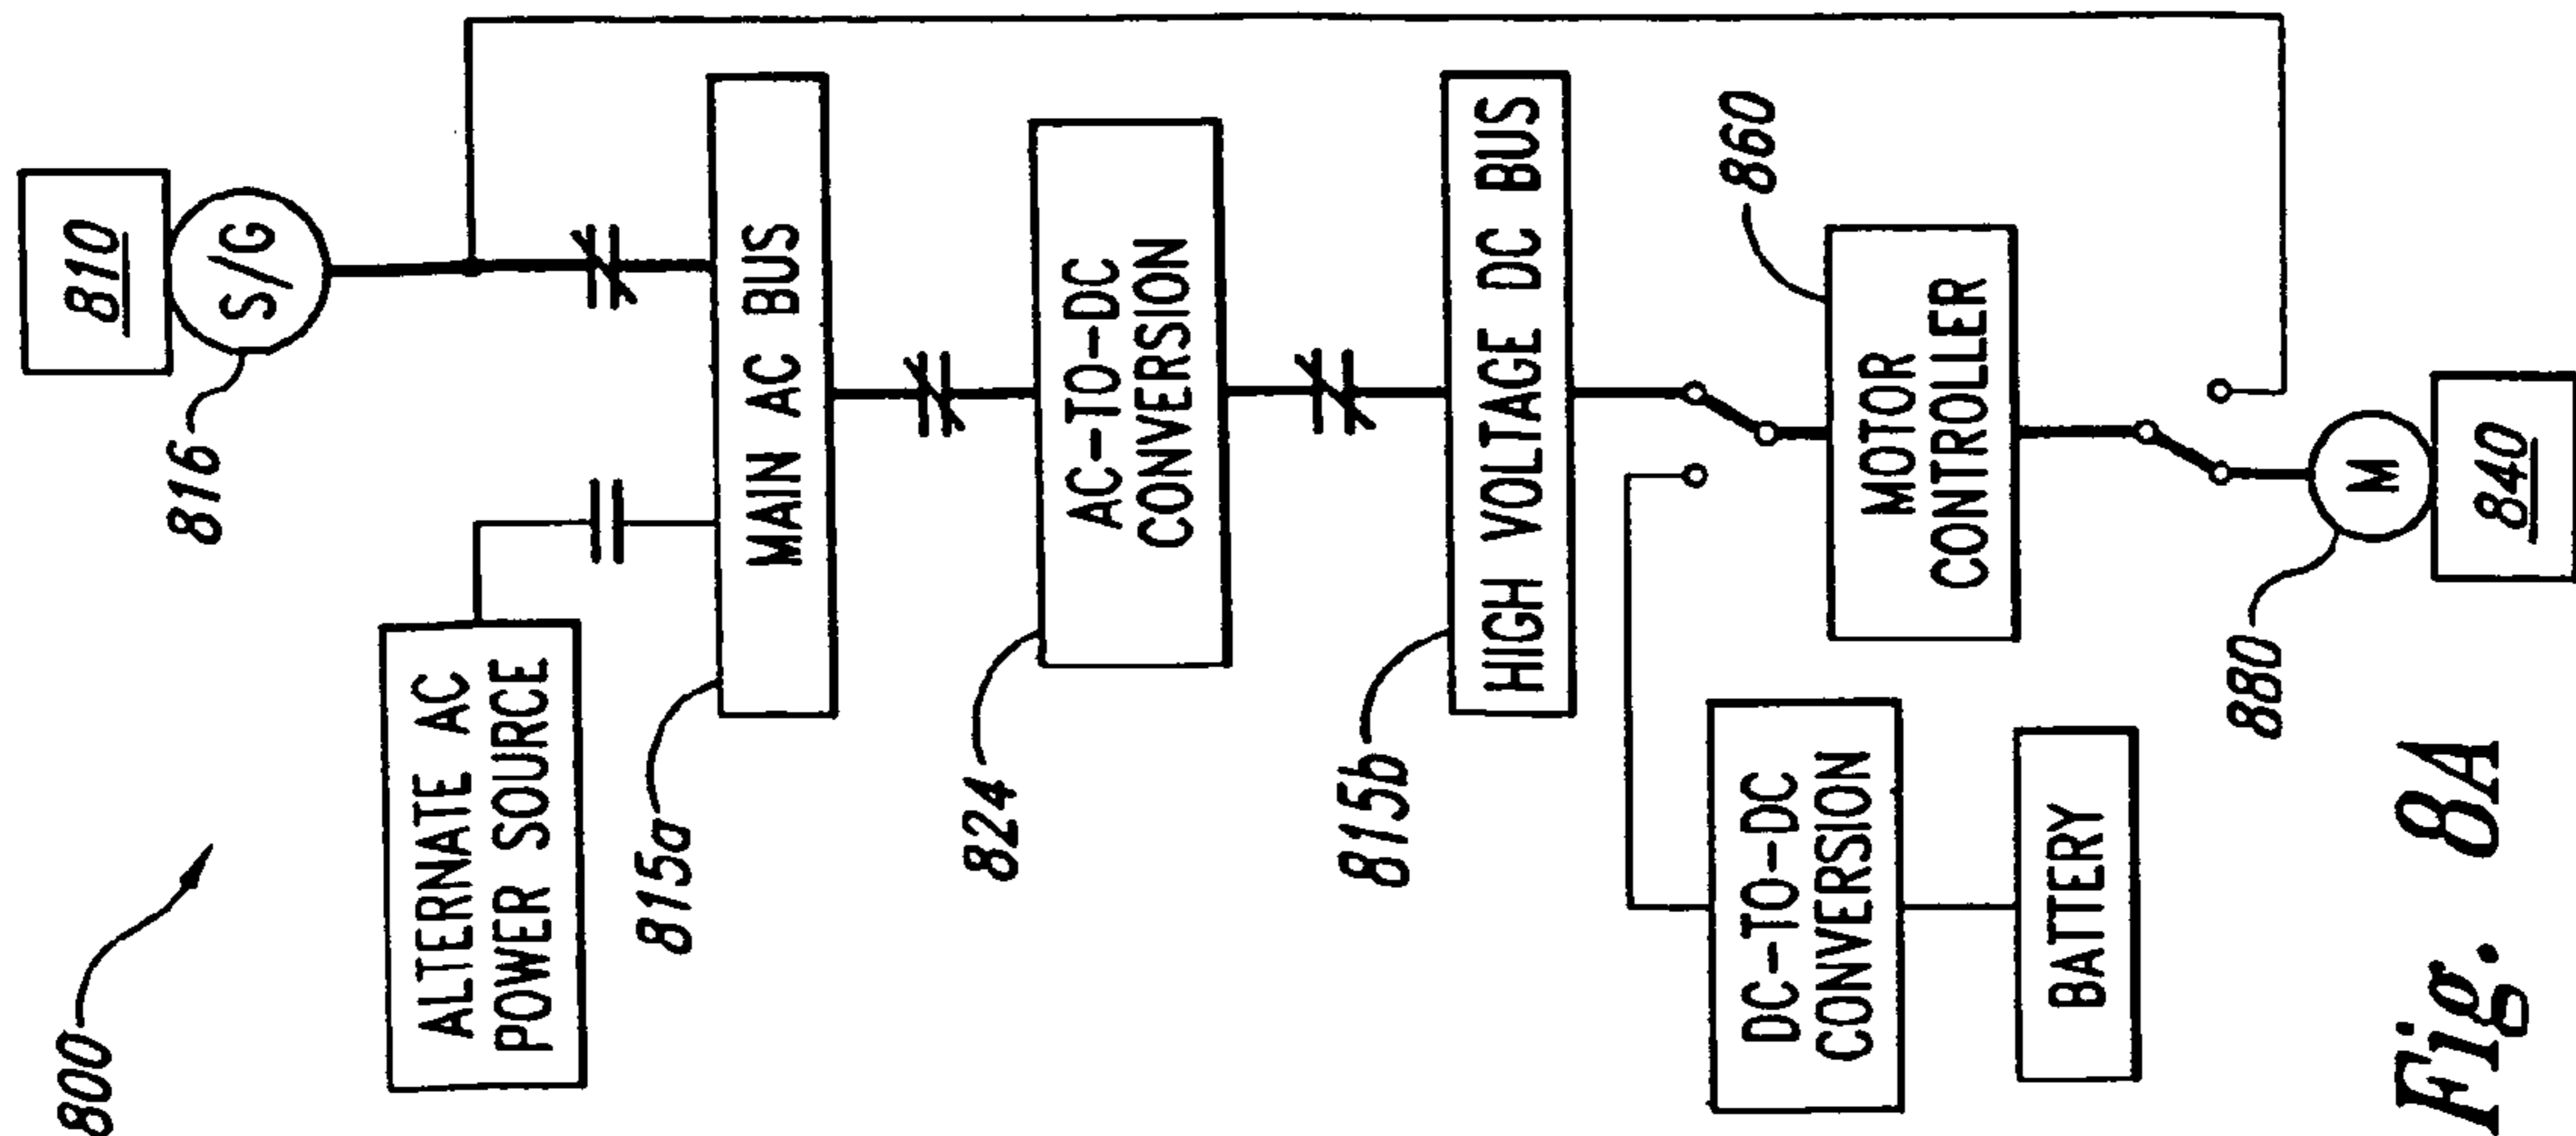 800
810
S/G
816
ALTERNATE AC
POWER SOURCE
815a
MAIN AC BUS
824
AC-TO-DC
CONVERSION
815b
HIGH VOLTAGE DC BUS
860
MOTOR
CONTROLLER
DC-TO-DC
CONVERSION
BATTERY
880
M
840
Fig. 8A